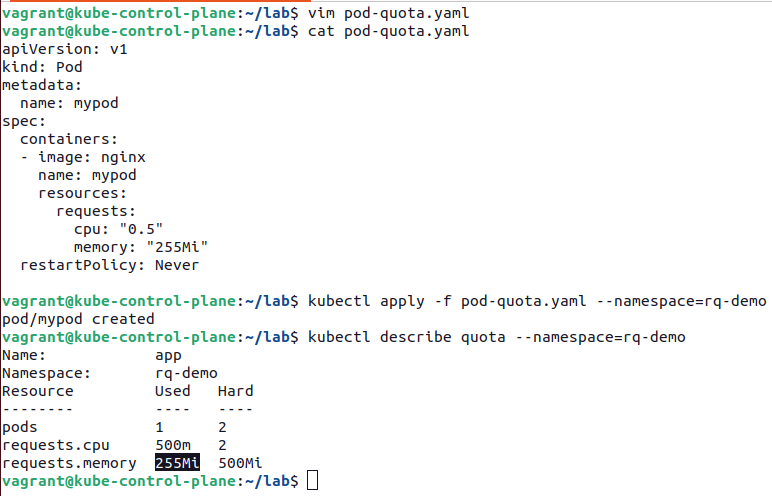 vagrant@kube-control-plane:~/lab$ vim pod-quota.yaml
vagrant@kube-control-plane:~/lab$ cat pod-quota.yaml
apiVersion: v1
kind: Pod
metadata:
  name: mypod
spec:
  containers:
  - image: nginx
    name: mypod
    resources:
      requests:
        cpu: "0.5"
        memory: "255Mi"
  restartPolicy: Never

vagrant@kube-control-plane:~/lab$ kubectl apply -f pod-quota.yaml --namespace=rq-demo
pod/mypod created
vagrant@kube-control-plane:~/lab$ kubectl describe quota --namespace=rq-demo
Name:            app
Namespace:       rq-demo
Resource         Used   Hard
--------         ----   ----
pods             1      2
requests.cpu     500m   2
requests.memory  255Mi  500Mi
vagrant@kube-control-plane:~/lab$